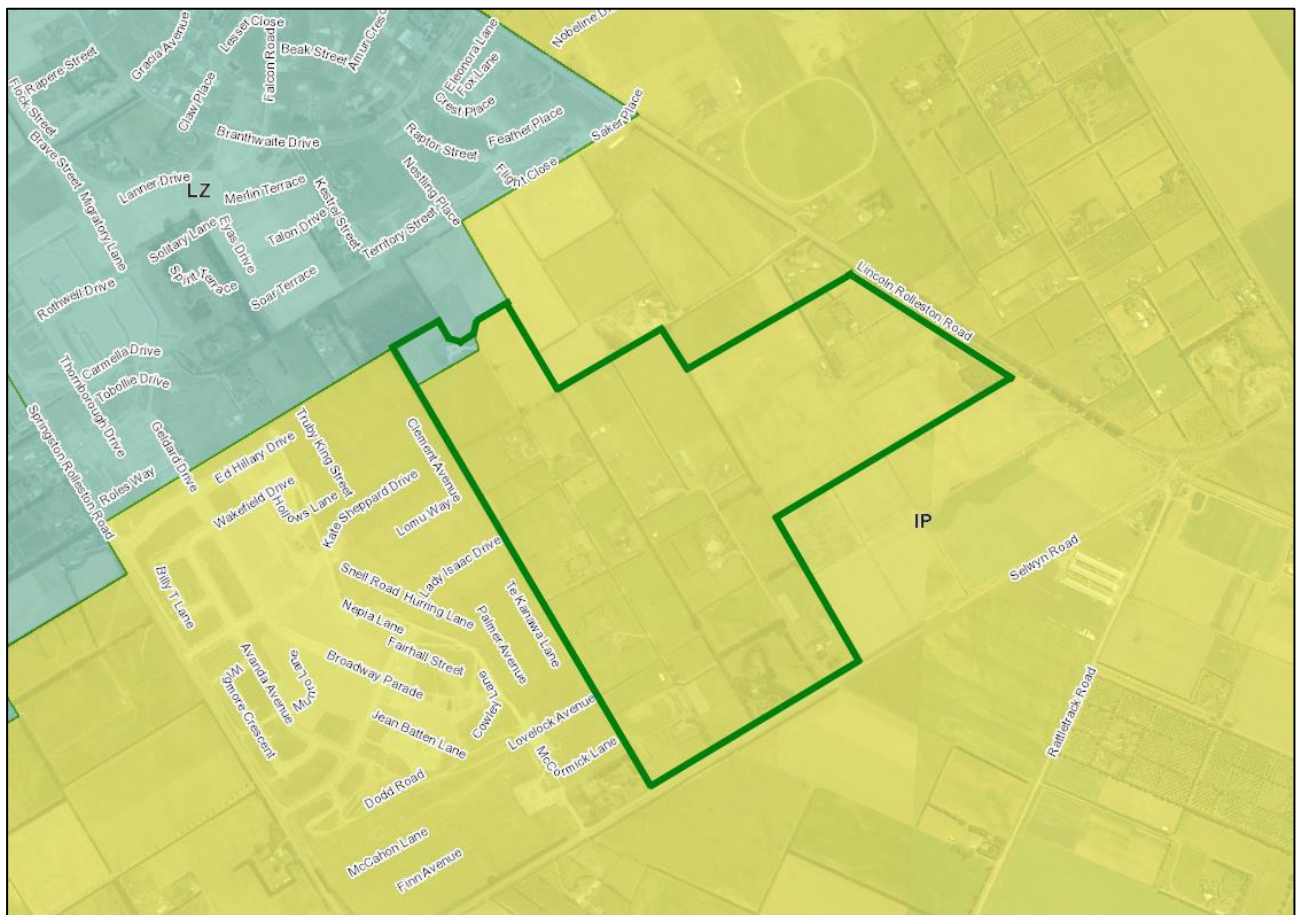 Nobeline D
Lesset Close
Gracia Avenue
Beak Street
Amur Cresc
Rapere Street
Falcon Road
Eleonora Lane
Fox Lane
Claw Place
Crest Place
Flock Street
Saker Place
Branthwaite Drive
Raptor Street
Feather Place
Brave Street
Flight Close
Lanner Drive
LZ
Merlin Terrace
Nestling Place
Migratory Lane
Kestrel Street
Eyas Drive
Talon Drive
Territory Street
Solitary Lane
Spirit Terrace
Soar Terrace
Rothwell Drive
Lincoln Rolleston Road
Carmella Drive
Tobollie Drive
Thornborough Drive
Springston Rolleston Road
Geldard Drive
Truby King Street
Clement Avenue
Ed Hillary Drive
Roles Way
Wakefield Drive
Hollows Lane
Kate Sheppard Drive
Lomu Way
IP
Selwyn Road
Lady Isaac Drive
Snell Road
Hurring Lane
Billy T Lane
Nepia Lane
Te Kanawa Lane
Palmer Avenue
Fairhall Street
Avanda Avenue
Wigmore Crescent
Munro Lane
Broadway Parade
Cowley Lane
Rattletrack Road
Jean Batten Lane
Lovelock Avenue
McCormick Lane
Dodd Road
McCahon Lane
Finn Avenue